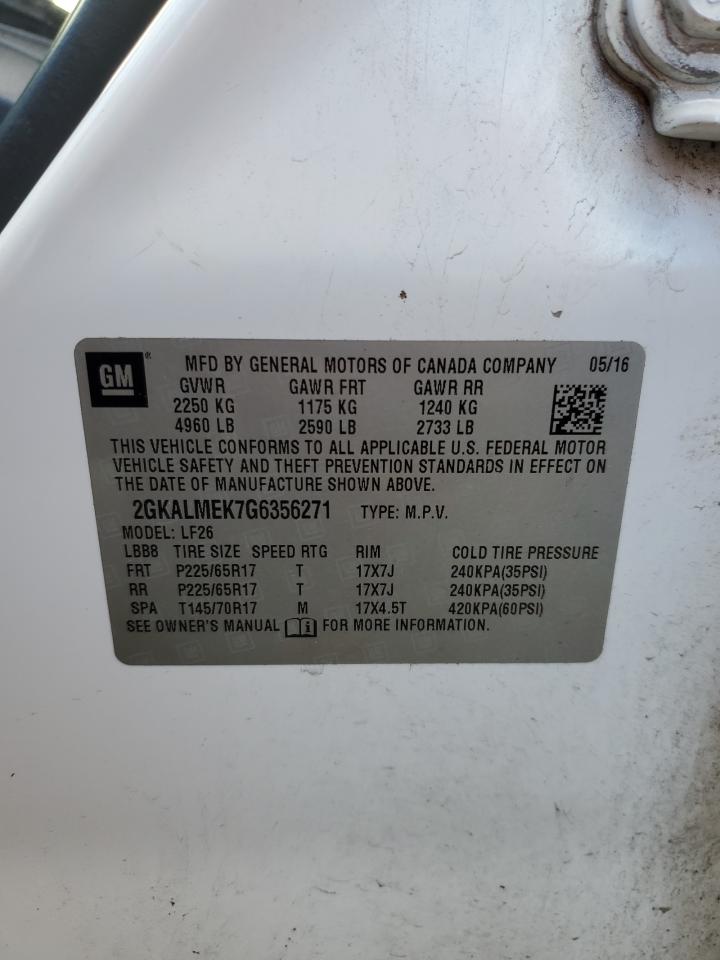 GM ® MFD BY GENERAL MOTORS OF CANADA COMPANY 05/16
GVWR GAWR FRT GAWR RR
2250 KG 1175 KG 1240 KG
4960 LB 2590 LB 2733 LB
THIS VEHICLE CONFORMS TO ALL APPLICABLE U.S. FEDERAL MOTOR
VEHICLE SAFETY AND THEFT PREVENTION STANDARDS IN EFFECT ON
THE DATE OF MANUFACTURE SHOWN ABOVE.
2GKALMEK7G6356271 TYPE: M.P.V.
MODEL: LF26
LBB8 TIRE SIZE SPEED RTG RIM COLD TIRE PRESSURE
FRT P225/65R17 T 17X7J 240KPA(35PSI)
RR P225/65R17 T 17X7J 240KPA(35PSI)
SPA T145/70R17 M 17X4.5T 420KPA(60PSI)
SEE OWNER'S MANUAL i FOR MORE INFORMATION.